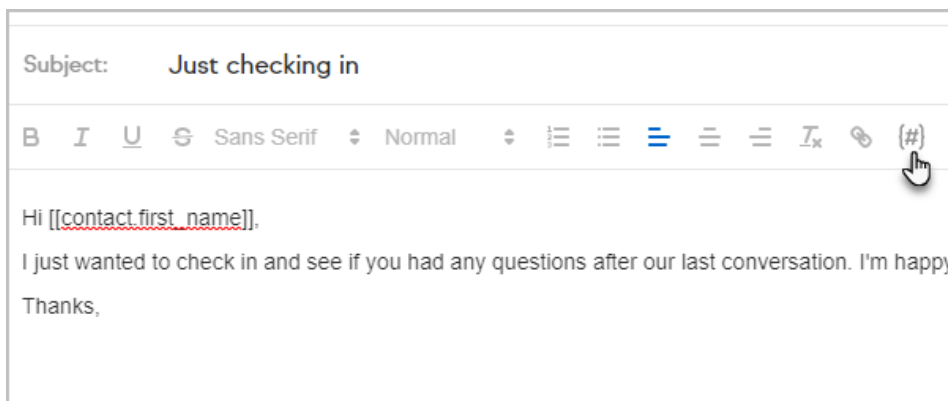 Subject: Just checking in
B I U S Sans Serif Normal {#}
Hi [[contact.first_name]],
I just wanted to check in and see if you had any questions after our last conversation. I'm happy
Thanks,